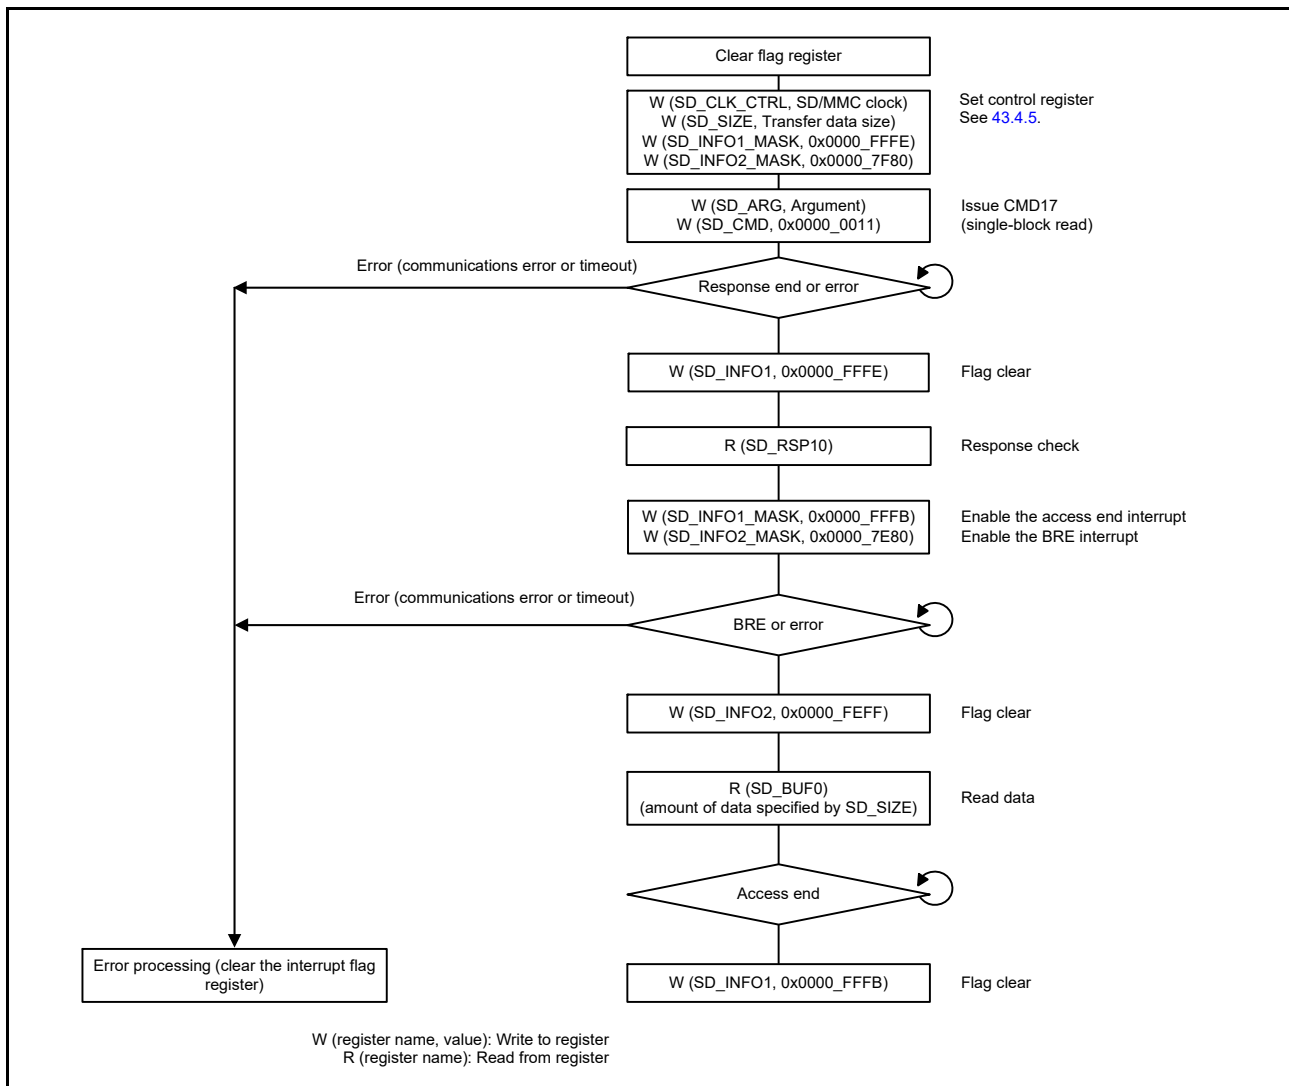 Clear flag register
W (SD_CLK_CTRL, SD/MMC clock)
W (SD_SIZE, Transfer data size)
W (SD_INFO1_MASK, 0x0000_FFFE)
W (SD_INFO2_MASK, 0x0000_7F80)
Set control register
See 43.4.5.
W (SD_ARG, Argument)
W (SD_CMD, 0x0000_0011)
Issue CMD17
(single-block read)
Error (communications error or timeout)
Response end or error
W (SD_INFO1, 0x0000_FFFE)
Flag clear
R (SD_RSP10)
Response check
W (SD_INFO1_MASK, 0x0000_FFFB)
W (SD_INFO2_MASK, 0x0000_7E80)
Enable the access end interrupt
Enable the BRE interrupt
Error (communications error or timeout)
BRE or error
W (SD_INFO2, 0x0000_FEFF)
Flag clear
R (SD_BUF0)
(amount of data specified by SD_SIZE)
Read data
Access end
Error processing (clear the interrupt flag
register)
W (SD_INFO1, 0x0000_FFFB)
Flag clear
W (register name, value): Write to register
R (register name): Read from register